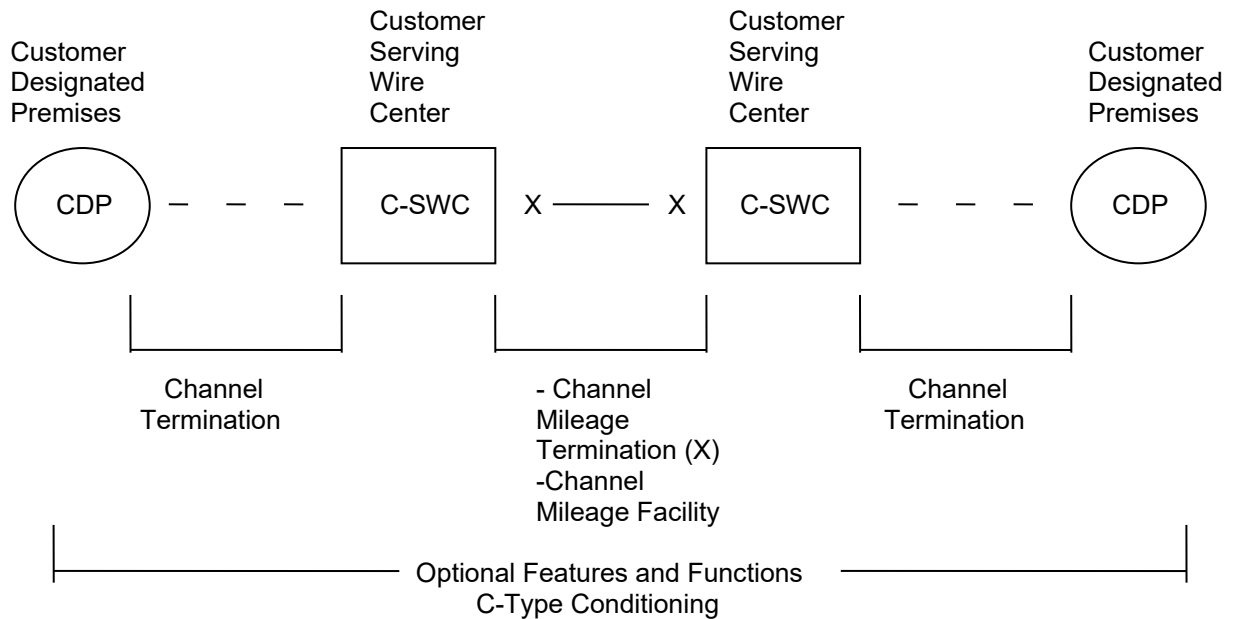 Customer
Designated
Premises
Customer
Serving
Wire
Center
Customer
Serving
Wire
Center
Customer
Designated
Premises
CDP
C-SWC
X
X
C-SWC
CDP
Channel
Termination
- Channel
Mileage
Termination (X)
-Channel
Mileage Facility
Channel
Termination
Optional Features and Functions
C-Type Conditioning